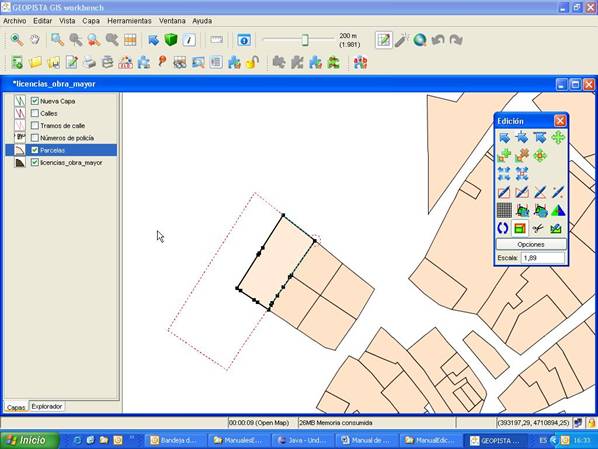 GEOPISTA GIS workbench
Archivo Editar Vista Capa Herramientas Ventana Ayuda
200 m
(1:981)
*licencias_obra_mayor
Nueva Capa
Calles
Tramos de calle
Números de policía
Parcelas
licencias_obra_mayor
Edición
Opciones
Escala: 1,89
Capas Explorador
00:00:09 (Open Map) 26MB Memoria consumida (393197,29, 4710894,25)
Inicio Bandeja d... ManualesE... Java - Und... Manual de ... ManualEdic... GEOPISTA ... ES 16:33